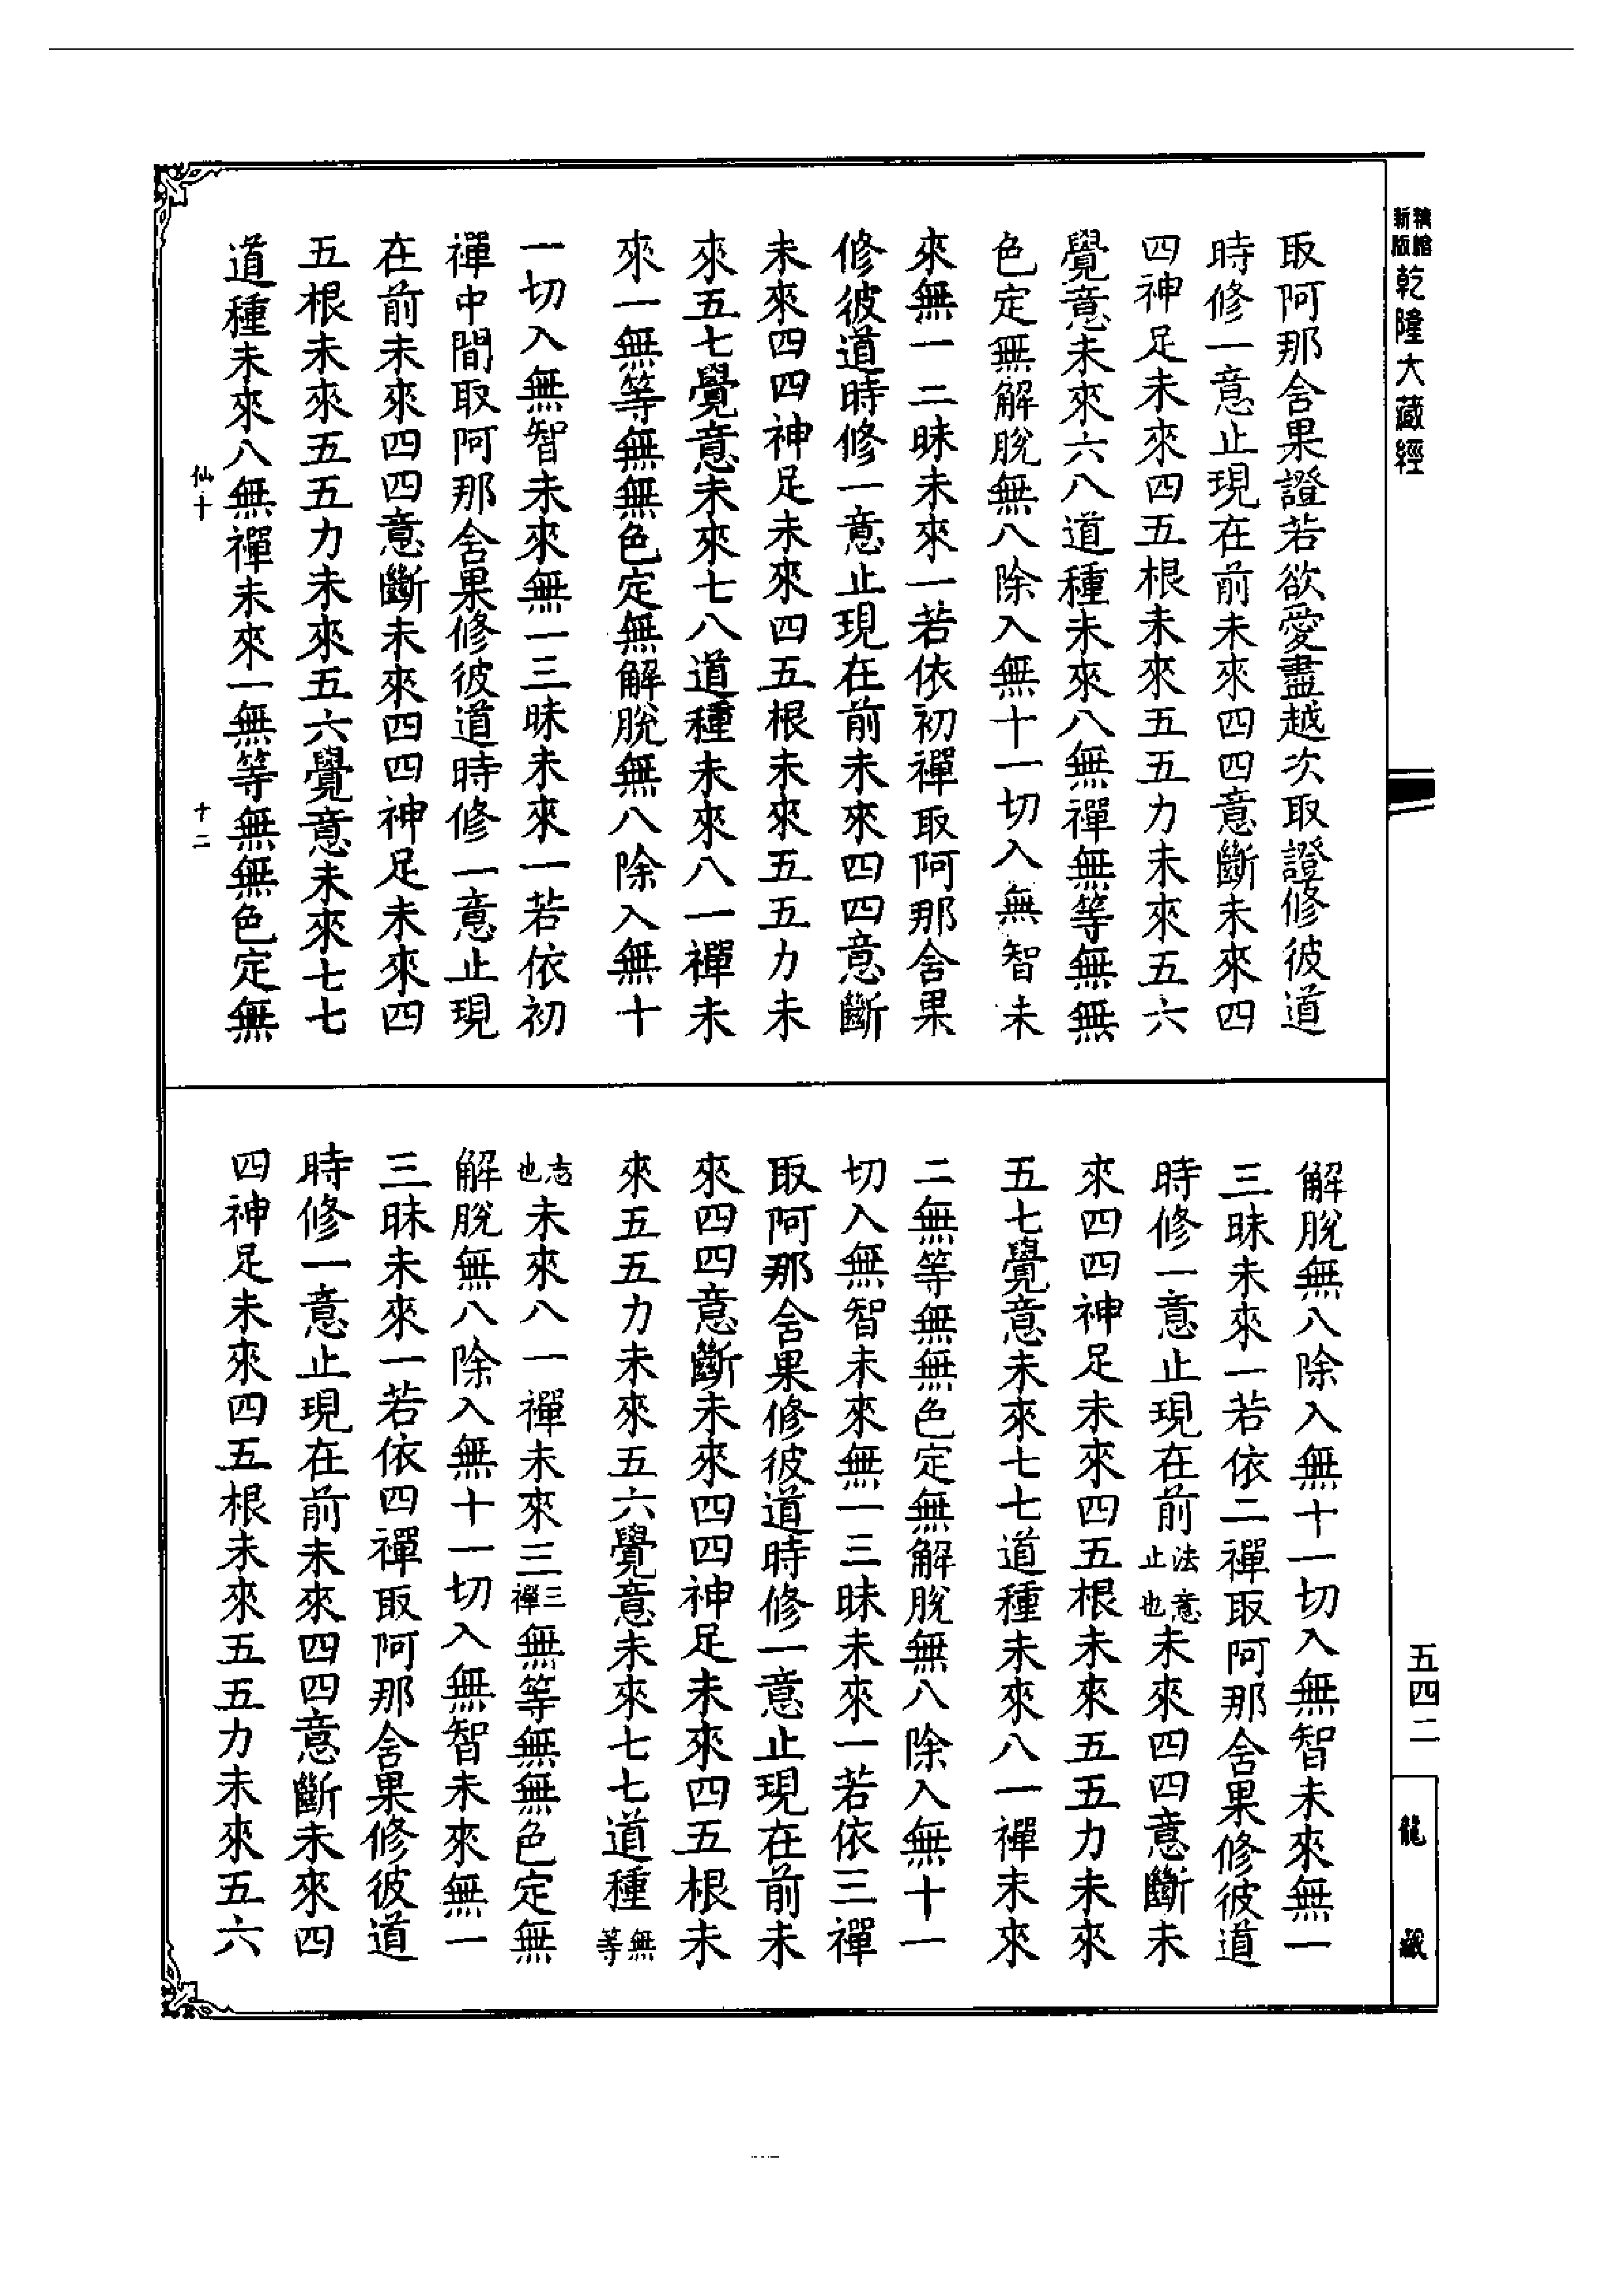 精繪新版
乾隆大藏經
取阿那舍果證若欲愛盡越次取證修彼道
時修一意止現在前未來四四意斷未來四
四神足未來四五根未來五五力未來五六
覺意未來六八道種未來八無禪無等無無
色定無解脫無八除入無十一切入無智未
來無一二昧未來一若依初禪取阿那舍果
修彼道時修一意止現在前未來四四意斷
未來四四神足未來四五根未來五五力未
來五七覺意未來七八道種未來八一禪未
來一無等無無色定無解脫無八除入無十
一切入無智未來無一三昧未來一若依初
禪中間取阿那舍果修彼道時修一意止現
在前未來四四意斷未來四四神足未來四
五根未來五五力未來五六覺意未來七七
道種未來八無禪未來一無等無無色定無
仙十
十二
解脫無八除入無十一切入無智未來無一
三昧未來一若依二禪取阿那舍果修彼道
時修一意止現在前法意止也未來四四意斷未
來四四神足未來四五根未來五五力未來
五七覺意未來七七道種未來八一禪未來
二無等無無色定無解脫無八除入無十一
切入無智未來無一三昧未來一若依三禪
取阿那舍果修彼道時修一意止現在前未
來四四意斷未來四四神足未來四五根未
來五五力未來五六覺意未來七七道種無等
志也未來八一禪未來三三禪無等無無色定無
解脫無八除入無十一切入無智未來無一
三昧未來一若依四禪取阿那舍果修彼道
時修一意止現在前未來四四意斷未來四
四神足未來四五根未來五五力未來五六
五四二
龍藏